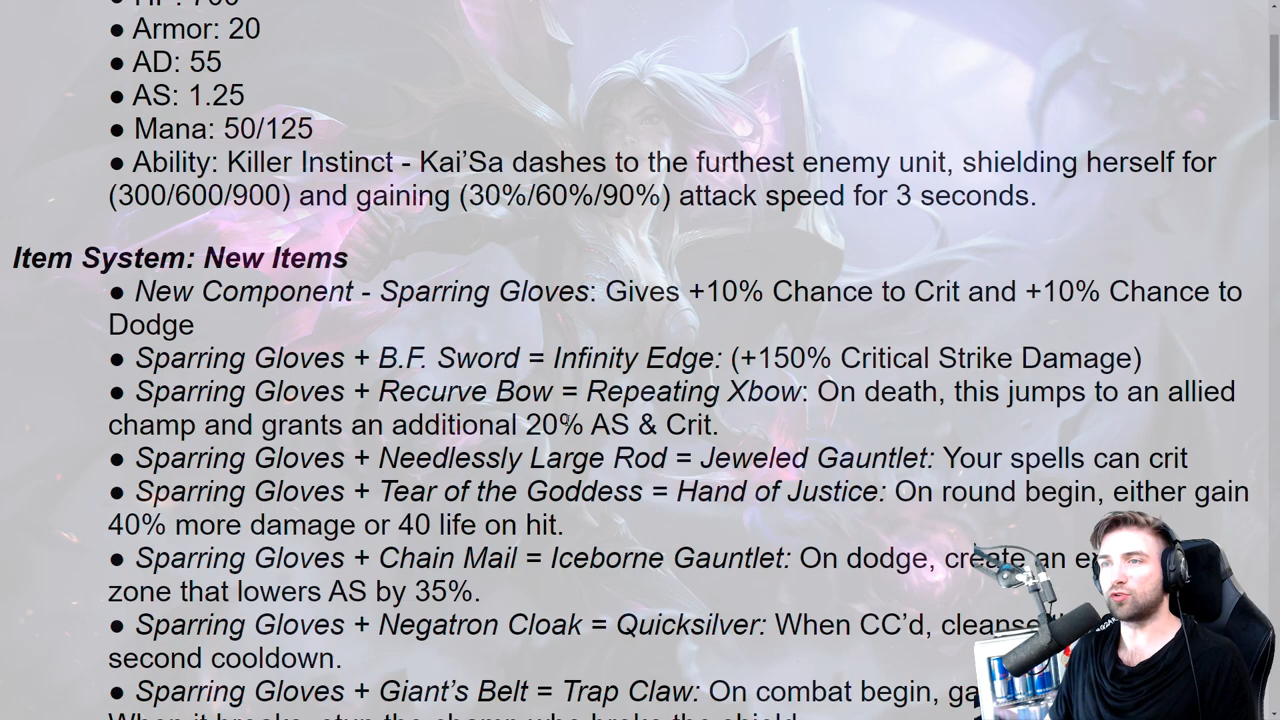 ● Armor: 20
● AD: 55
● AS: 1.25
● Mana: 50/125
● Ability: Killer Instinct - Kai’Sa dashes to the furthest enemy unit, shielding herself for
(300/600/900) and gaining (30%/60%/90%) attack speed for 3 seconds.
Item System: New Items
● New Component - Sparring Gloves: Gives +10% Chance to Crit and +10% Chance to
Dodge
● Sparring Gloves + B.F. Sword = Infinity Edge: (+150% Critical Strike Damage)
● Sparring Gloves + Recurve Bow = Repeating Xbow: On death, this jumps to an allied
champ and grants an additional 20% AS & Crit.
● Sparring Gloves + Needlessly Large Rod = Jeweled Gauntlet: Your spells can crit
● Sparring Gloves + Tear of the Goddess = Hand of Justice: On round begin, either gain
40% more damage or 40 life on hit.
● Sparring Gloves + Chain Mail = Iceborne Gauntlet: On dodge, create an
zone that lowers AS by 35%.
● Sparring Gloves + Negatron Cloak = Quicksilver: When CC’d, cleanse
second cooldown.
● Sparring Gloves + Giant’s Belt = Trap Claw: On combat begin,